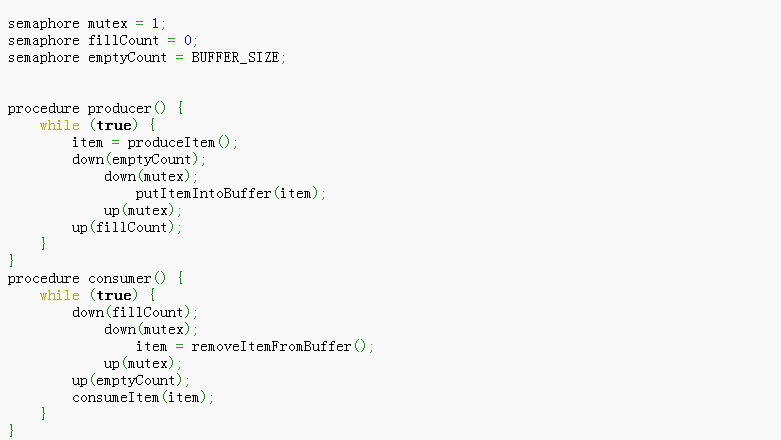 semaphore mutex = 1;
semaphore fillCount = 0;
semaphore emptyCount = BUFFER_SIZE;
procedure producer() {
    while (true) {
        item = produceItem();
        down(emptyCount);
            down(mutex);
                putItemIntoBuffer(item);
            up(mutex);
        up(fillCount);
    }
}
procedure consumer() {
    while (true) {
        down(fillCount);
            down(mutex);
                item = removeItemFromBuffer();
            up(mutex);
        up(emptyCount);
        consumeItem(item);
    }
}